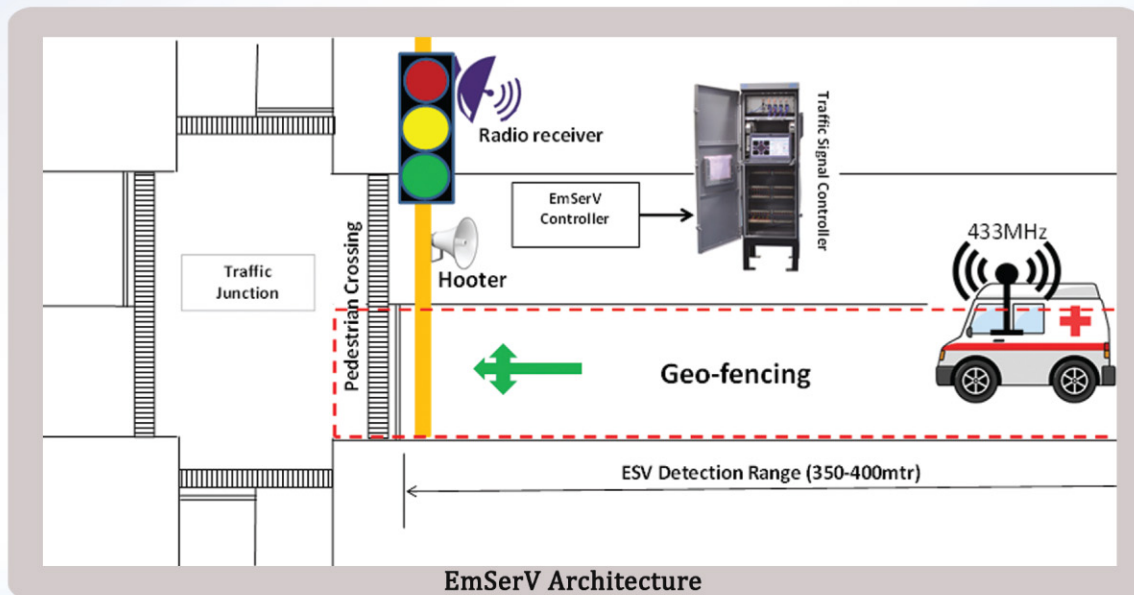 Radio receiver
EmSerV
Controller
Traffic Signal Controller
433MHz
Hooter
Traffic
Junction
Pedestrian Crossing
Geo-fencing
ESV Detection Range (350-400mtr)
EmSerV Architecture